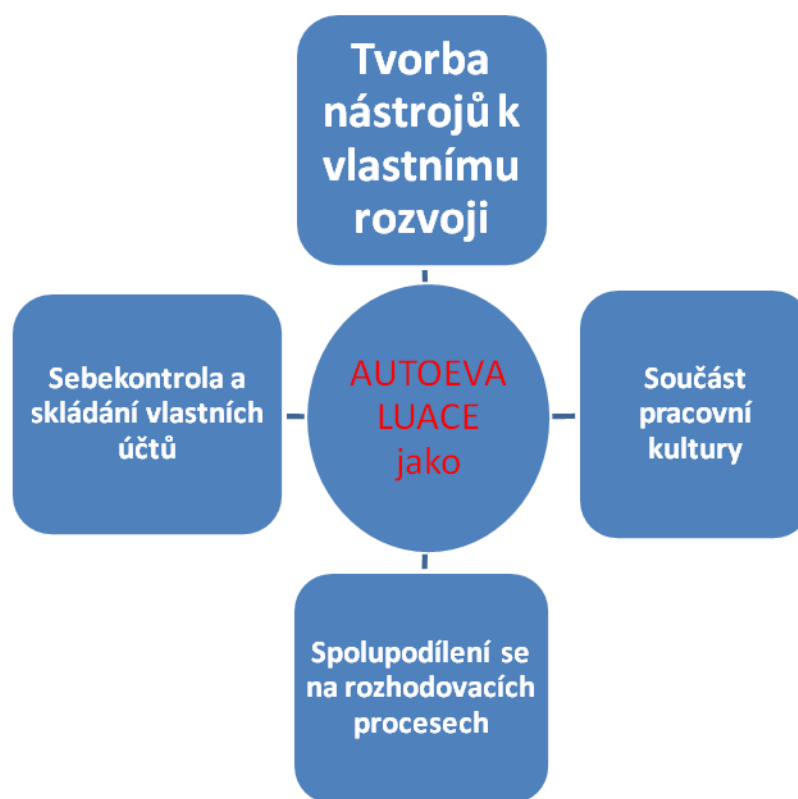 Tvorba
nástrojů k
vlastnímu
rozvoji
Sebekontrola a
skládání vlastních
účtů
AUTOEVA
LUACE
jako
Součást
pracovní
kultury
Spolupodílení se
na rozhodovacích
procesech